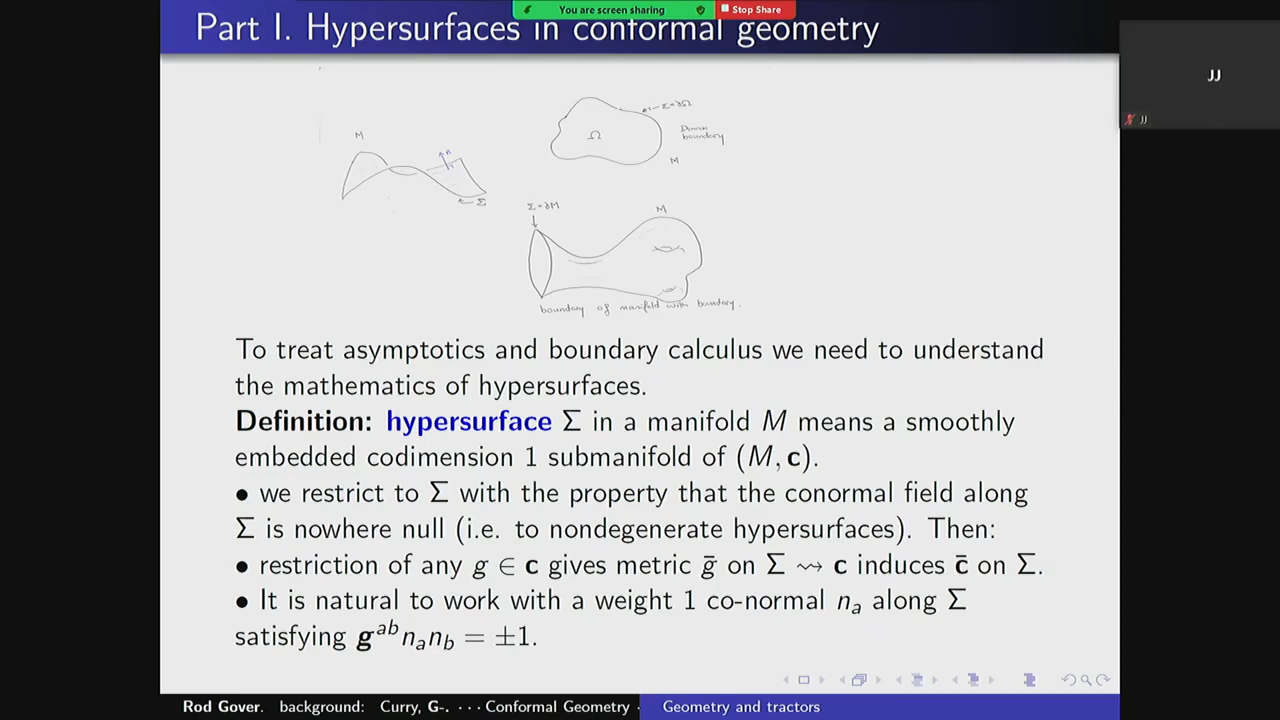 You are screen sharing
Stop Share
Part I. Hypersurfaces in conformal geometry
JJ
JJ
M
n
Σ
Ω
Σ=∂Ω
boundary
M
Σ=∂M
M
boundary of manifold with boundary.
To treat asymptotics and boundary calculus we need to understand
the mathematics of hypersurfaces.
Definition: hypersurface Σ in a manifold M means a smoothly
embedded codimension 1 submanifold of (M, c).
• we restrict to Σ with the property that the conormal field along
Σ is nowhere null (i.e. to nondegenerate hypersurfaces). Then:
• restriction of any g ∈ c gives metric ḡ on Σ ⇝ c induces c̄ on Σ.
• It is natural to work with a weight 1 co-normal nₐ along Σ
satisfying gᵃᵇnₐn_b = ±1.
Rod Gover. background: Curry, G-. ··· Conformal Geometry ·
Geometry and tractors